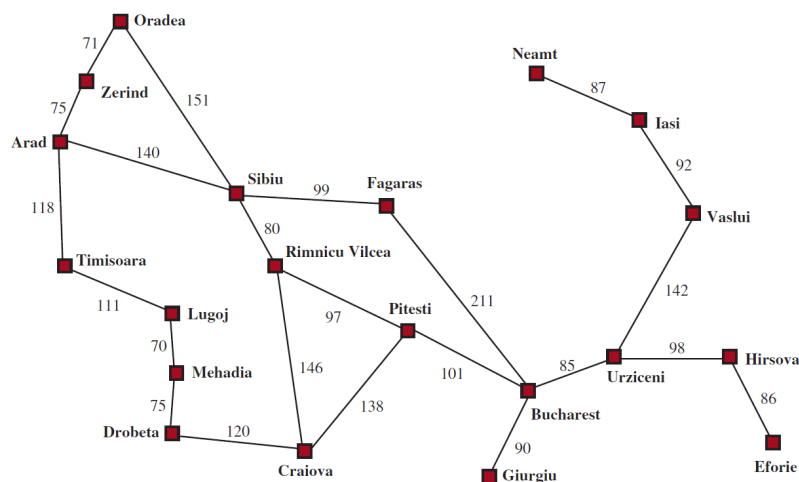 Oradea
71
Neamt
Zerind
87
75
151
Iasi
Arad
140
92
Sibiu
99
Fagaras
118
80
Vaslui
Timisoara
Rimnicu Vilcea
142
111
Lugoj
97
Pitesti
211
70
98
Hirsova
Mehadia
146
101
85
Urziceni
75
138
86
Bucharest
Drobeta
120
90
Craiova
Giurgiu
Eforie